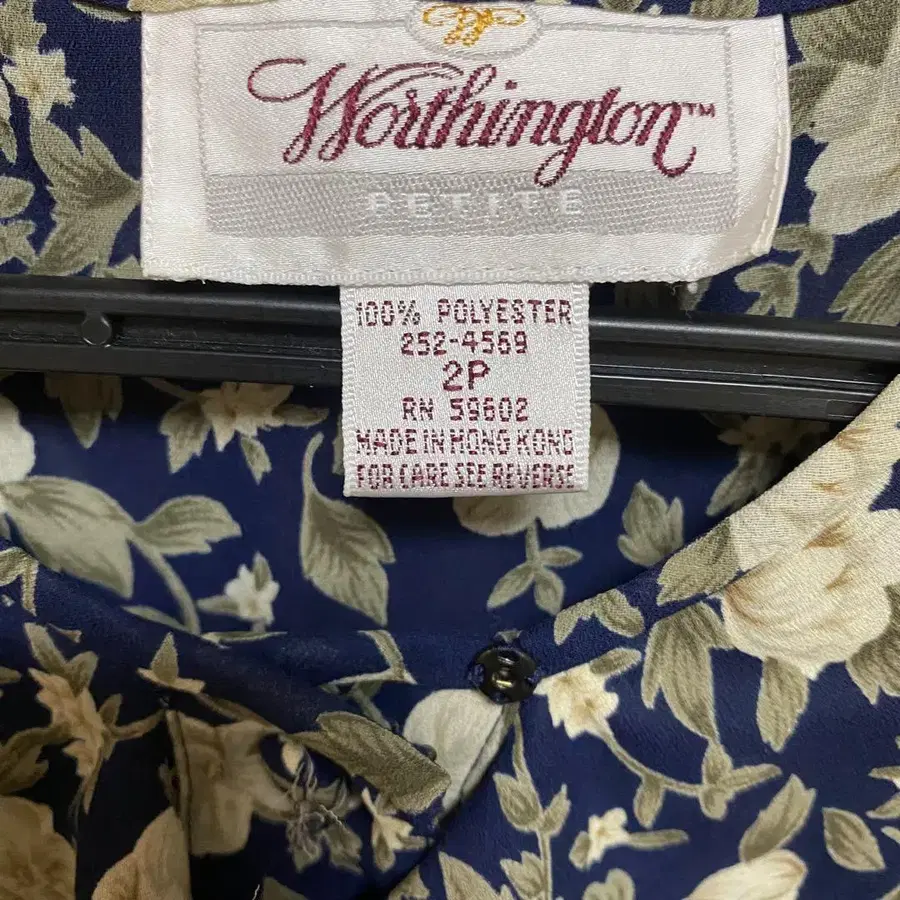 Worthington™
PETITE
100% POLYESTER
252-4569
2P
RN 59602
MADE IN HONG KONG
FOR CARE SEE REVERSE